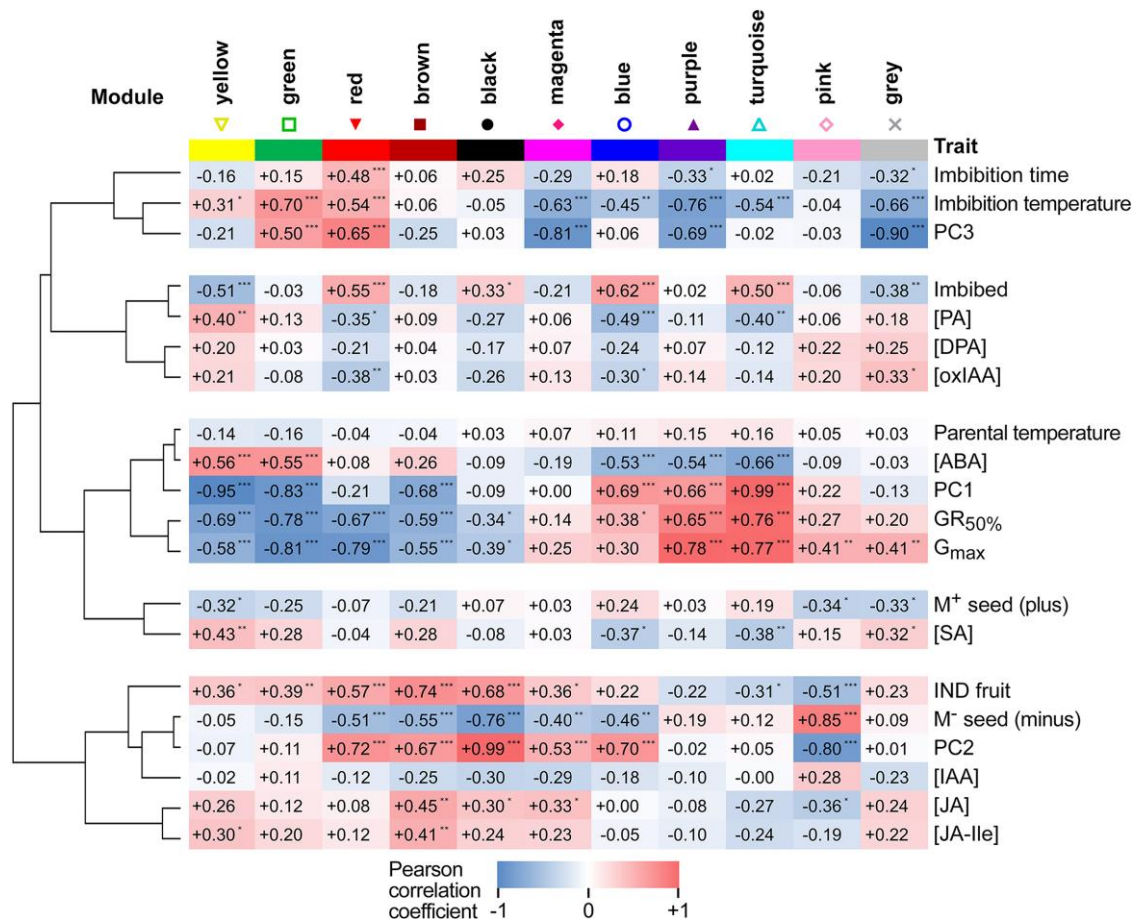 Module yellow green red brown black magenta blue purple turquoise pink grey
Trait
-0.16 +0.15 +0.48*** +0.06 +0.25 -0.29 +0.18 -0.33* +0.02 -0.21 -0.32* Imbibition time
+0.31* +0.70*** +0.54*** +0.06 -0.05 -0.63*** -0.45** -0.76*** -0.54*** -0.04 -0.66*** Imbibition temperature
-0.21 +0.50*** +0.65*** -0.25 +0.03 -0.81*** +0.06 -0.69*** -0.02 -0.03 -0.90*** PC3
-0.51*** -0.03 +0.55*** -0.18 +0.33* -0.21 +0.62*** +0.02 +0.50*** -0.06 -0.38** Imbibed
+0.40** +0.13 -0.35* +0.09 -0.27 +0.06 -0.49*** -0.11 -0.40** +0.06 +0.18 [PA]
+0.20 +0.03 -0.21 +0.04 -0.17 +0.07 -0.24 +0.07 -0.12 +0.22 +0.25 [DPA]
+0.21 -0.08 -0.38** +0.03 -0.26 +0.13 -0.30* +0.14 -0.14 +0.20 +0.33* [oxIAA]
-0.14 -0.16 -0.04 -0.04 +0.03 +0.07 +0.11 +0.15 +0.16 +0.05 +0.03 Parental temperature
+0.56*** +0.55*** +0.08 +0.26 -0.09 -0.19 -0.53*** -0.54*** -0.66*** -0.09 -0.03 [ABA]
-0.95*** -0.83*** -0.21 -0.68*** -0.09 +0.00 +0.69*** +0.66*** +0.99*** +0.22 -0.13 PC1
-0.69*** -0.78*** -0.67*** -0.59*** -0.34* +0.14 +0.38* +0.65*** +0.76*** +0.27 +0.20 GR50%
-0.58*** -0.81*** -0.79*** -0.55*** -0.39* +0.25 +0.30 +0.78*** +0.77*** +0.41** +0.41** Gmax
-0.32* -0.25 -0.07 -0.21 +0.07 +0.03 +0.24 +0.03 +0.19 -0.34* -0.33* M+ seed (plus)
+0.43** +0.28 -0.04 +0.28 -0.08 +0.03 -0.37* -0.14 -0.38** +0.15 +0.32* [SA]
+0.36* +0.39** +0.57*** +0.74*** +0.68*** +0.36* +0.22 -0.22 -0.31* -0.51*** +0.23 IND fruit
-0.05 -0.15 -0.51*** -0.55*** -0.76*** -0.40** -0.46** +0.19 +0.12 +0.85*** +0.09 M- seed (minus)
-0.07 +0.11 +0.72*** +0.67*** +0.99*** +0.53*** +0.70*** -0.02 +0.05 -0.80*** +0.01 PC2
-0.02 +0.11 -0.12 -0.25 -0.30 -0.29 -0.18 -0.10 -0.00 +0.28 -0.23 [IAA]
+0.26 +0.12 +0.08 +0.45** +0.30* +0.33* +0.00 -0.08 -0.27 -0.36* +0.24 [JA]
+0.30* +0.20 +0.12 +0.41** +0.24 +0.23 -0.05 -0.10 -0.24 -0.19 +0.22 [JA-Ile]
Pearson
correlation
coefficient -1 0 +1